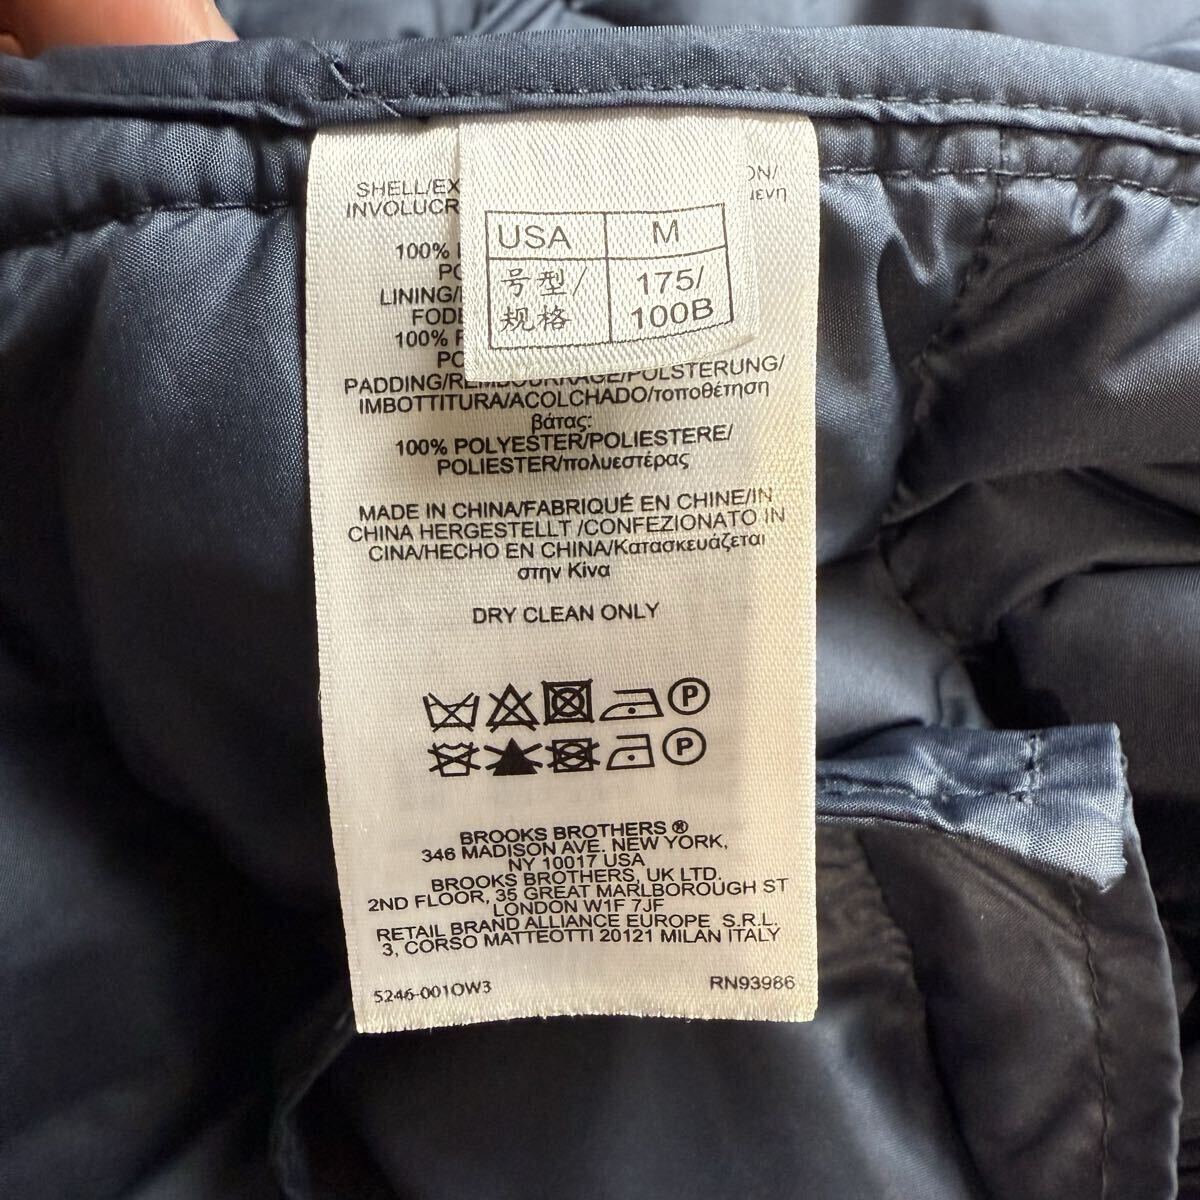 SHELL/EX
ON/
INVOLUCR
USA M
号型/ 175/
规格 100B
100%
LINING/
FODE
100%
PADDING/REMBOURRAGE/POLSTERUNG/
IMBOTTITURA/ACOLCHADO/τοποθέτηση
βάτας:
100% POLYESTER/POLIESTERE/
POLIESTER/πολυεστέρας
MADE IN CHINA/FABRIQUÉ EN CHINE/IN
CHINA HERGESTELLT /CONFEZIONATO IN
CINA/HECHO EN CHINA/Κατασκευάζεται
στην Κίνα
DRY CLEAN ONLY
P
P
BROOKS BROTHERS ®
346 MADISON AVE. NEW YORK,
NY 10017 USA
BROOKS BROTHERS, UK LTD.
2ND FLOOR, 35 GREAT MARLBOROUGH ST
LONDON W1F 7JF
RETAIL BRAND ALLIANCE EUROPE S.R.L.
3, CORSO MATTEOTTI 20121 MILAN ITALY
5246-001OW3 RN93986